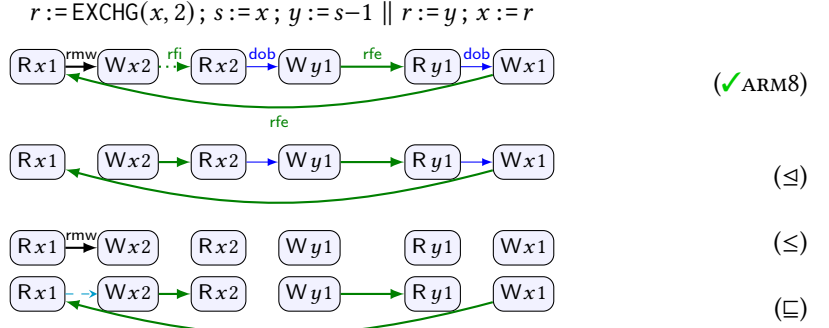 r := EXCHG(x, 2) ; s := x ; y := s−1 ∥ r := y ; x := r
Rx1 rmw Wx2 rfi Rx2 dob Wy1 rfe Ry1 dob Wx1 (✓ARM8)
rfe
Rx1 Wx2 Rx2 Wy1 Ry1 Wx1 (⊴)
Rx1 rmw Wx2 Rx2 Wy1 Ry1 Wx1 (≤)
Rx1 Wx2 Rx2 Wy1 Ry1 Wx1 (⊑)